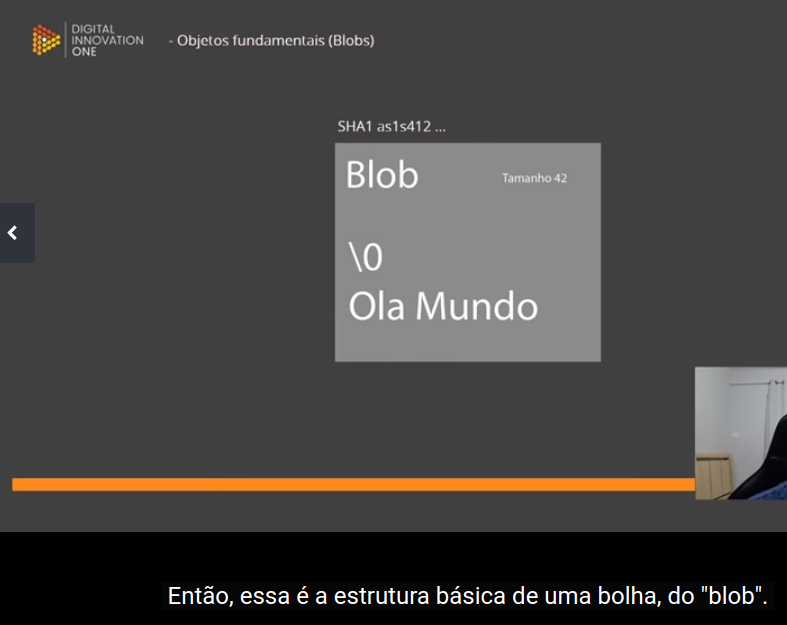 DIGITAL
INNOVATION
ONE
- Objetos fundamentais (Blobs)
SHA1 as1s412 ...
Blob
Tamanho 42
\0
Ola Mundo
Então, essa é a estrutura básica de uma bolha, do "blob".